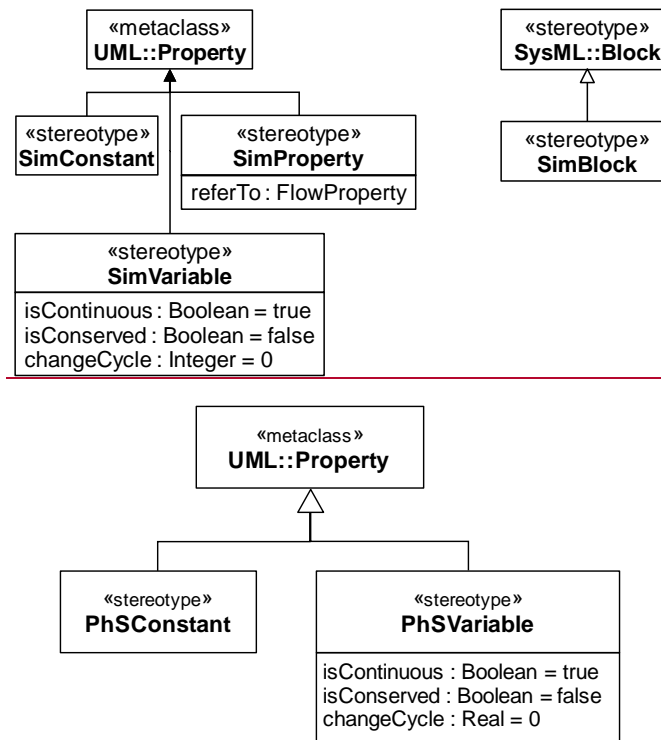 «metaclass»
UML::Property
«stereotype»
SysML::Block
«stereotype»
SimConstant
«stereotype»
SimProperty
referTo : FlowProperty
«stereotype»
SimBlock
«stereotype»
SimVariable
isContinuous : Boolean = true
isConserved : Boolean = false
changeCycle : Integer = 0
«metaclass»
UML::Property
«stereotype»
PhSConstant
«stereotype»
PhSVariable
isContinuous : Boolean = true
isConserved : Boolean = false
changeCycle : Real = 0